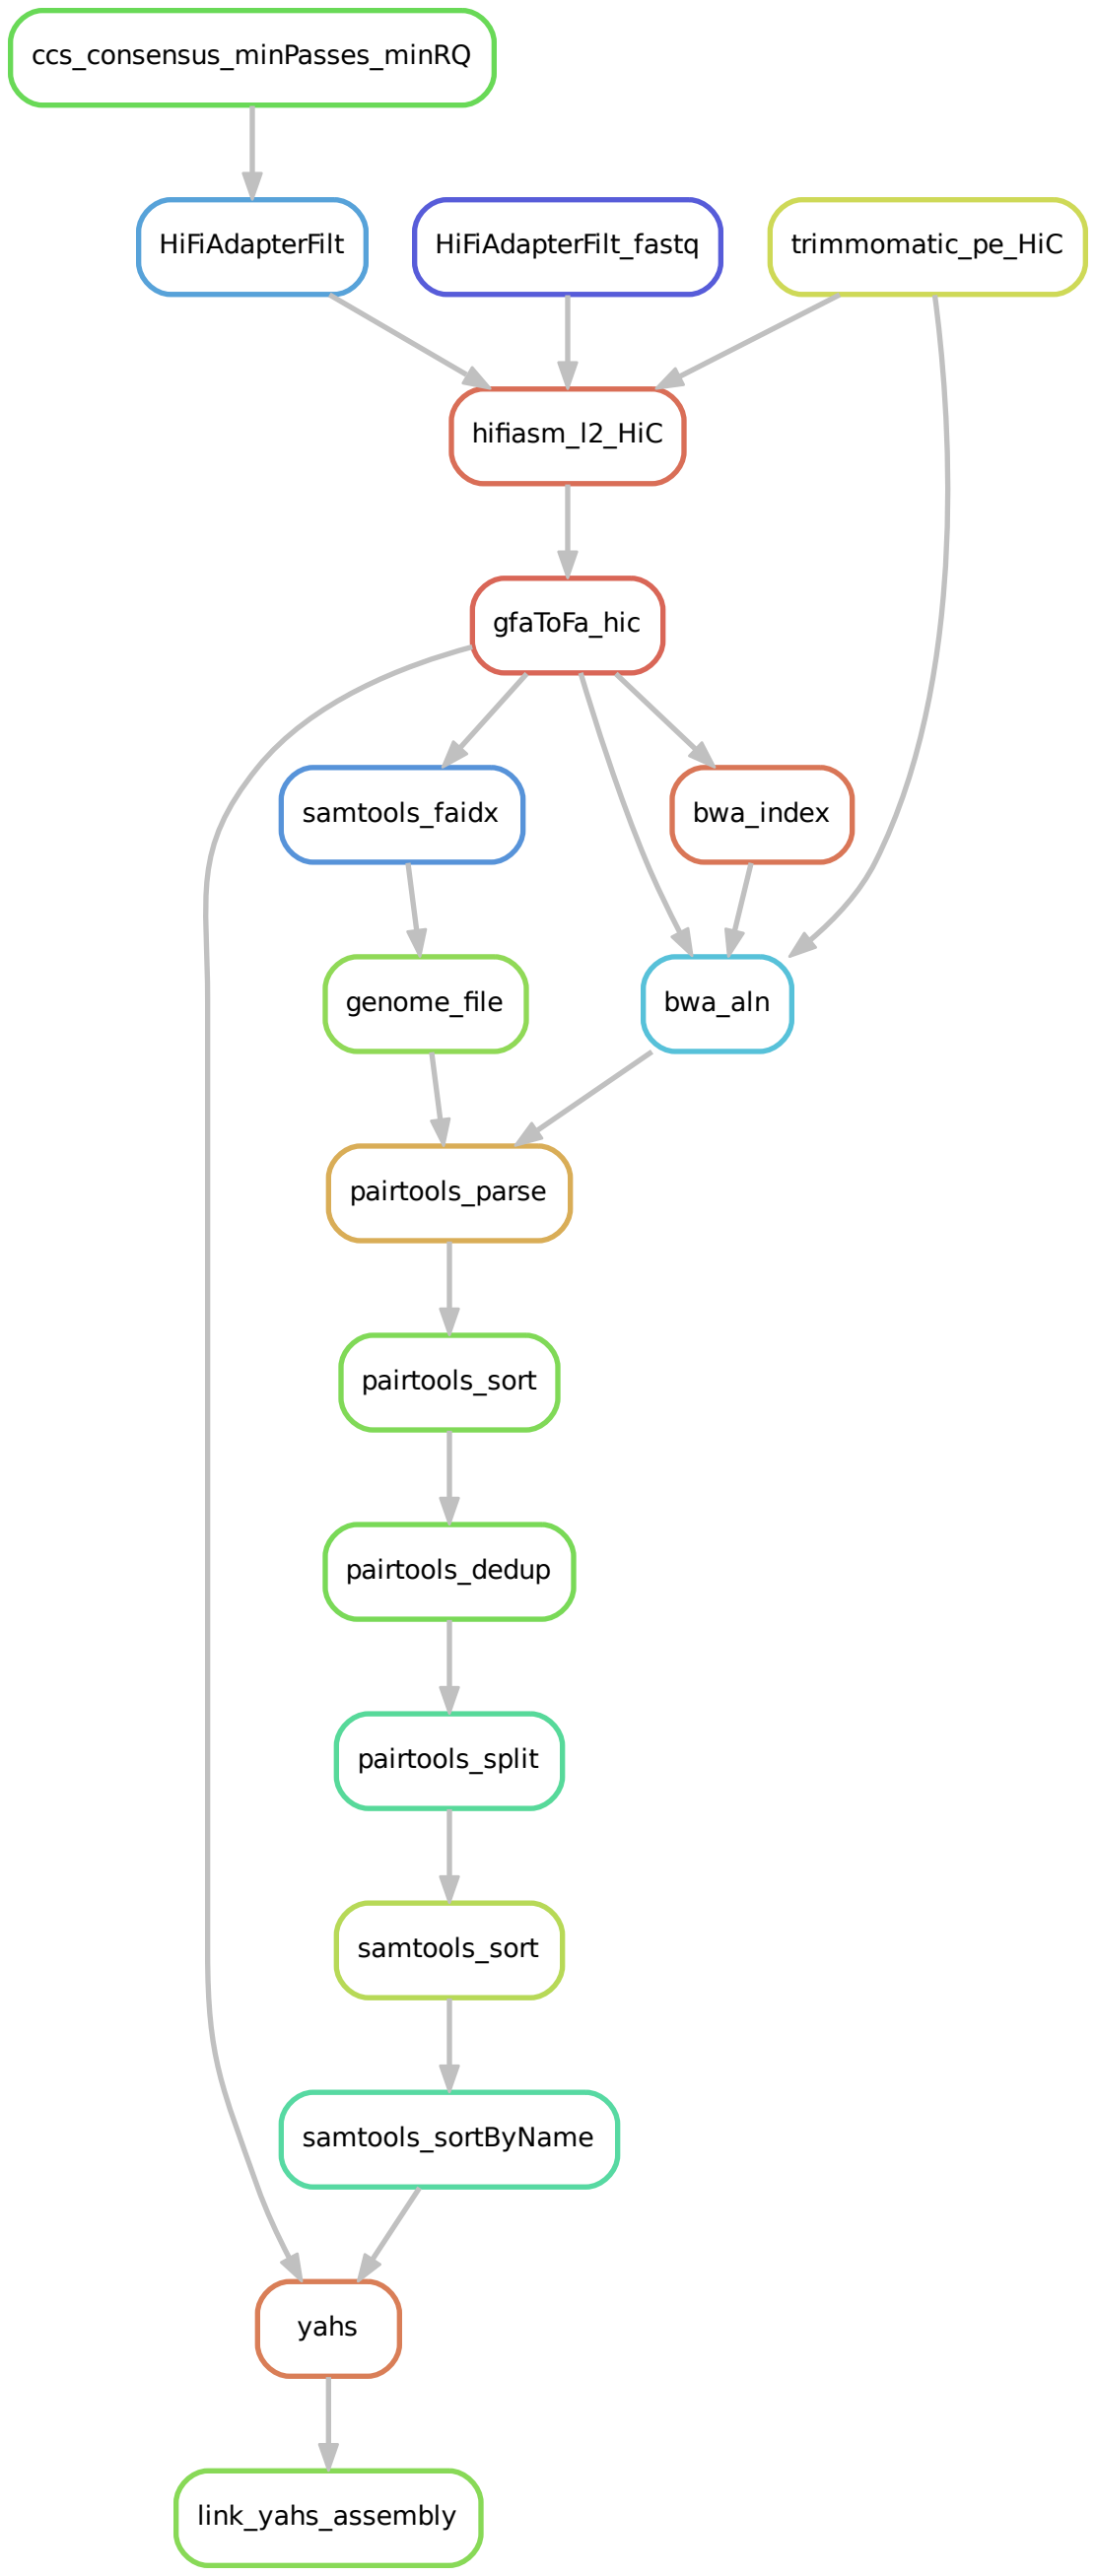 ccs_consensus_minPasses_minRQ
HiFiAdapterFilt
HiFiAdapterFilt_fastq
trimmomatic_pe_HiC
hifiasm_l2_HiC
gfaToFa_hic
samtools_faidx
bwa_index
genome_file
bwa_aln
pairtools_parse
pairtools_sort
pairtools_dedup
pairtools_split
samtools_sort
samtools_sortByName
yahs
link_yahs_assembly